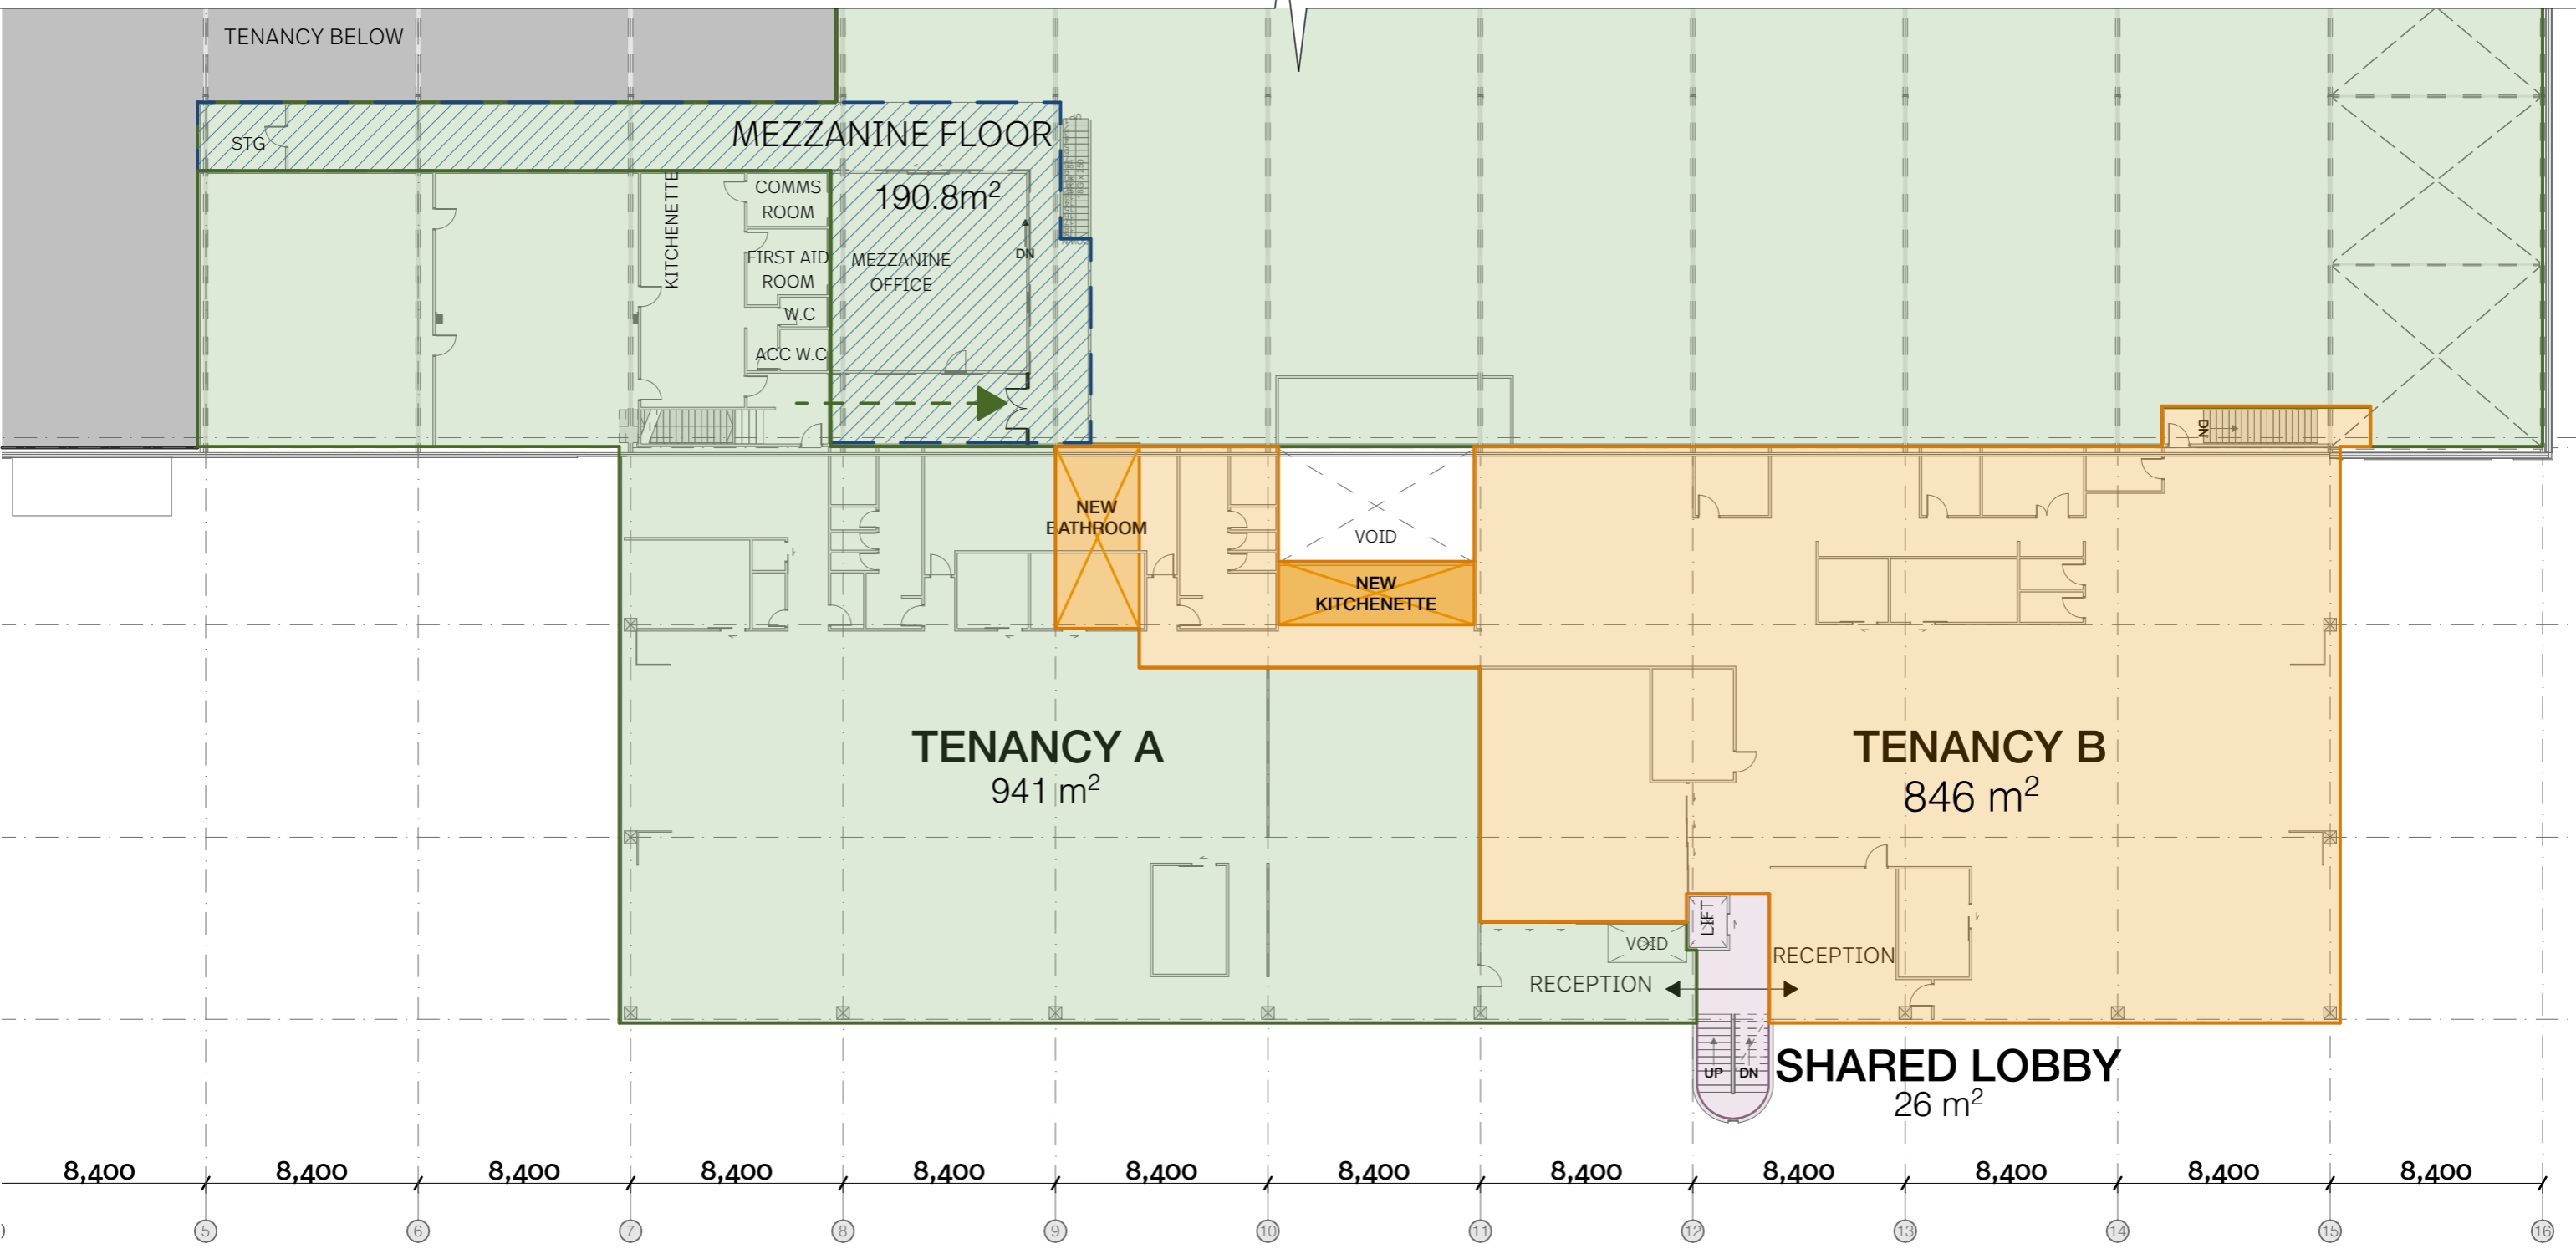 TENANCY BELOW
MEZZANINE FLOOR
190.8m²
STG
KITCHENETTE
COMMS
ROOM
FIRST AID
ROOM
W.C
ACC W.C
MEZZANINE
OFFICE
DN
DN
NEW
BATHROOM
VOID
NEW
KITCHENETTE
TENANCY A
941 m²
TENANCY B
846 m²
LIFT
VOID
RECEPTION
RECEPTION
UP DN
SHARED LOBBY
26 m²
8,400 8,400 8,400 8,400 8,400 8,400 8,400 8,400 8,400 8,400 8,400 8,400
5 6 7 8 9 10 11 12 13 14 15 16